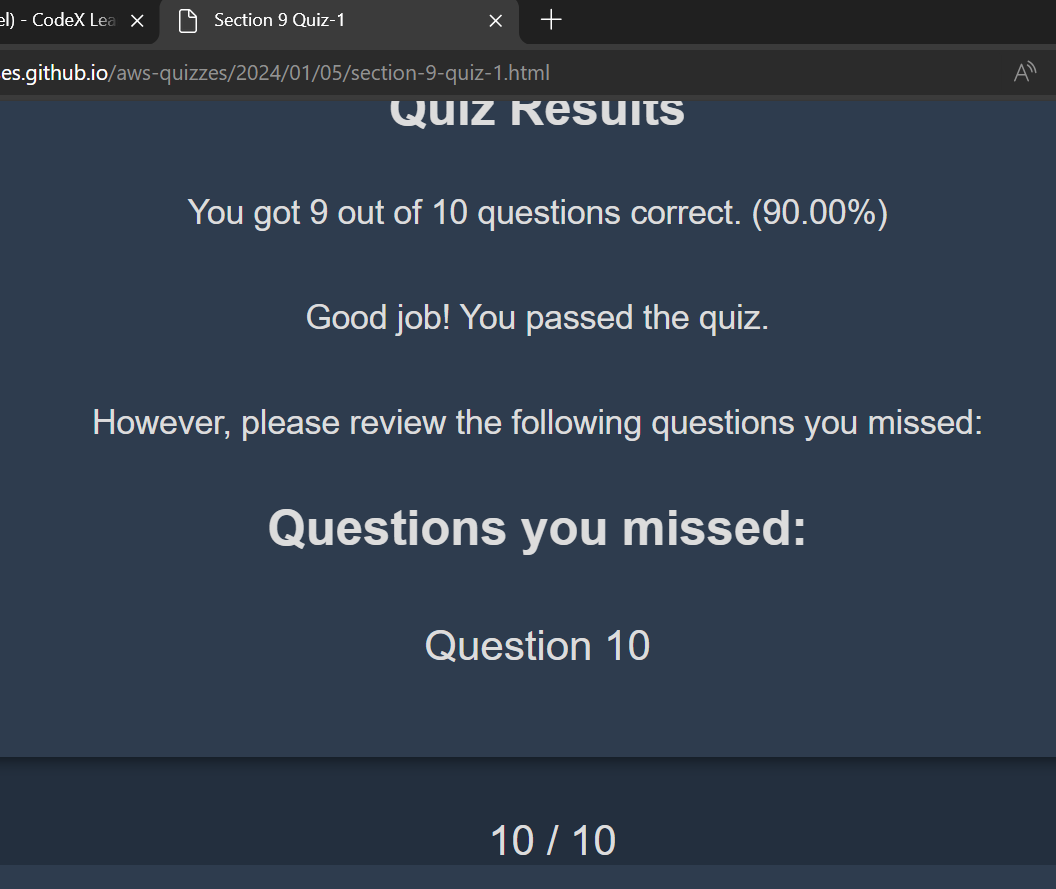 el) - CodeX Lea
Section 9 Quiz-1
es.github.io/aws-quizzes/2024/01/05/section-9-quiz-1.html
Quiz Results
You got 9 out of 10 questions correct. (90.00%)
Good job! You passed the quiz.
However, please review the following questions you missed:
Questions you missed:
Question 10
10 / 10